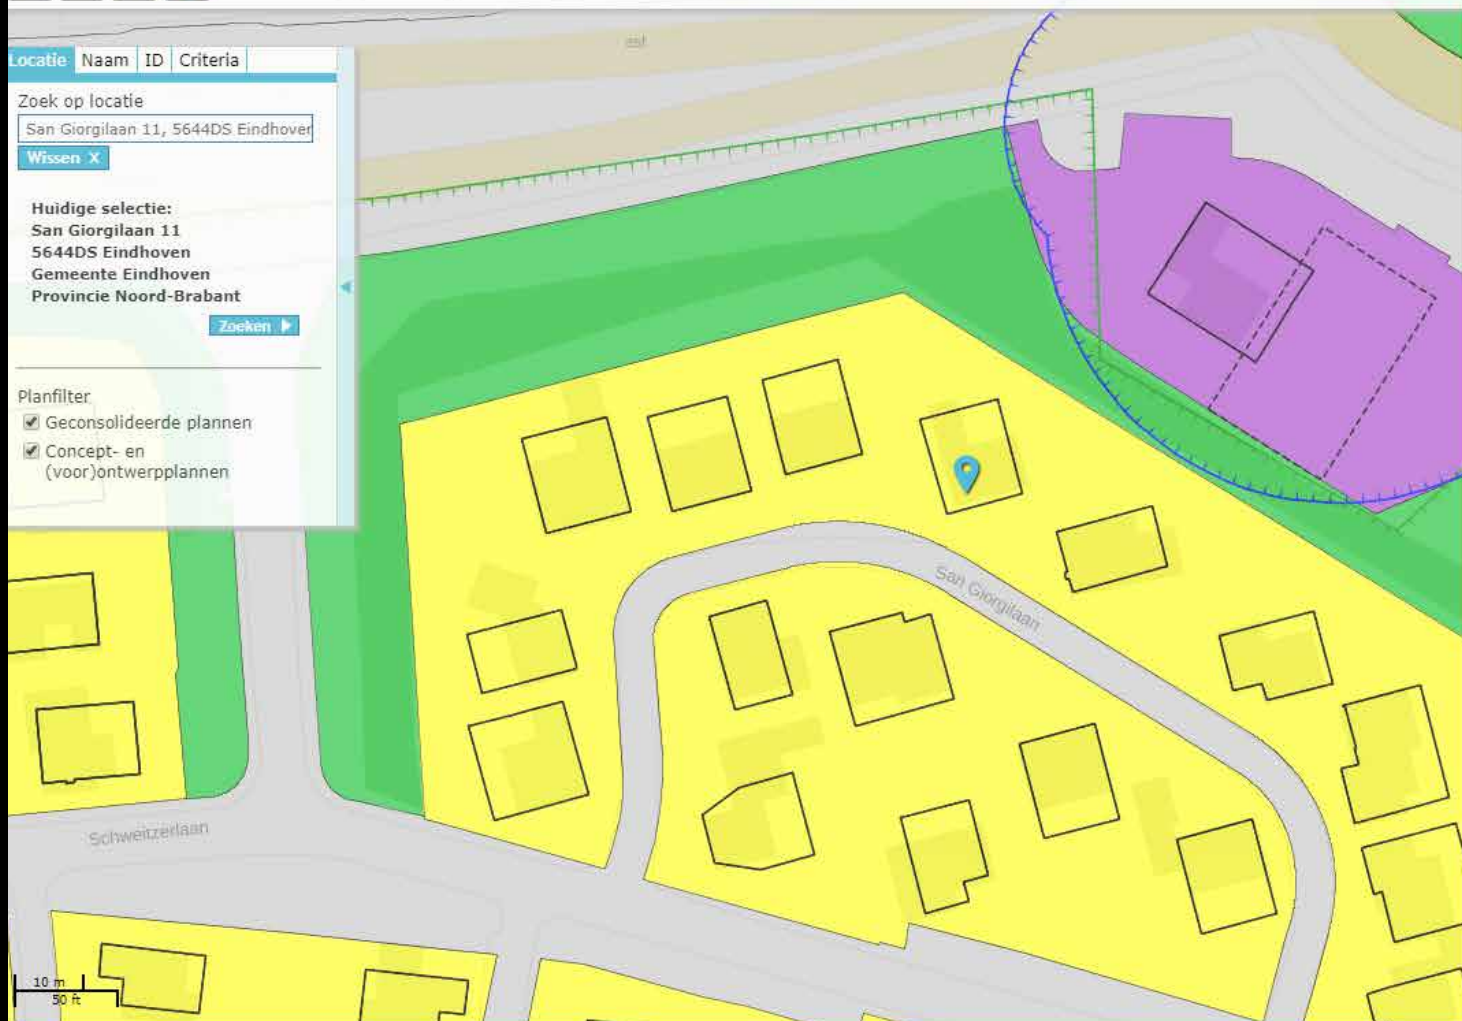 Locatie Naam ID Criteria
Zoek op locatie
San Giorgilaan 11, 5644DS Eindhoven
Wissen X
Huidige selectie:
San Giorgilaan 11
5644DS Eindhoven
Gemeente Eindhoven
Provincie Noord-Brabant
Zoeken
Planfilter
Geconsolideerde plannen
Concept- en
(voor)ontwerpplannen
San Giorgilaan
Schweitzerlaan
10 m
50 ft